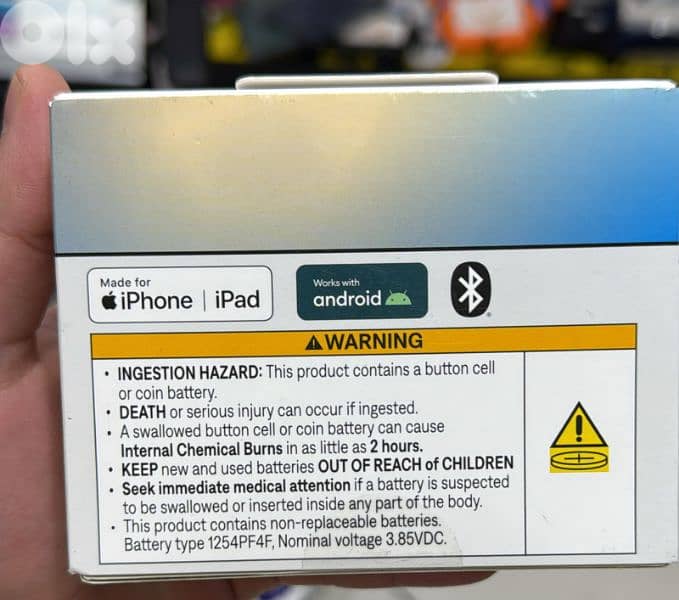 OLX
Made for
iPhone | iPad
Works with
android
WARNING
• INGESTION HAZARD: This product contains a button cell
or coin battery.
• DEATH or serious injury can occur if ingested.
• A swallowed button cell or coin battery can cause
Internal Chemical Burns in as little as 2 hours.
• KEEP new and used batteries OUT OF REACH of CHILDREN
• Seek immediate medical attention if a battery is suspected
to be swallowed or inserted inside any part of the body.
• This product contains non-replaceable batteries.
Battery type 1254PF4F, Nominal voltage 3.85VDC.